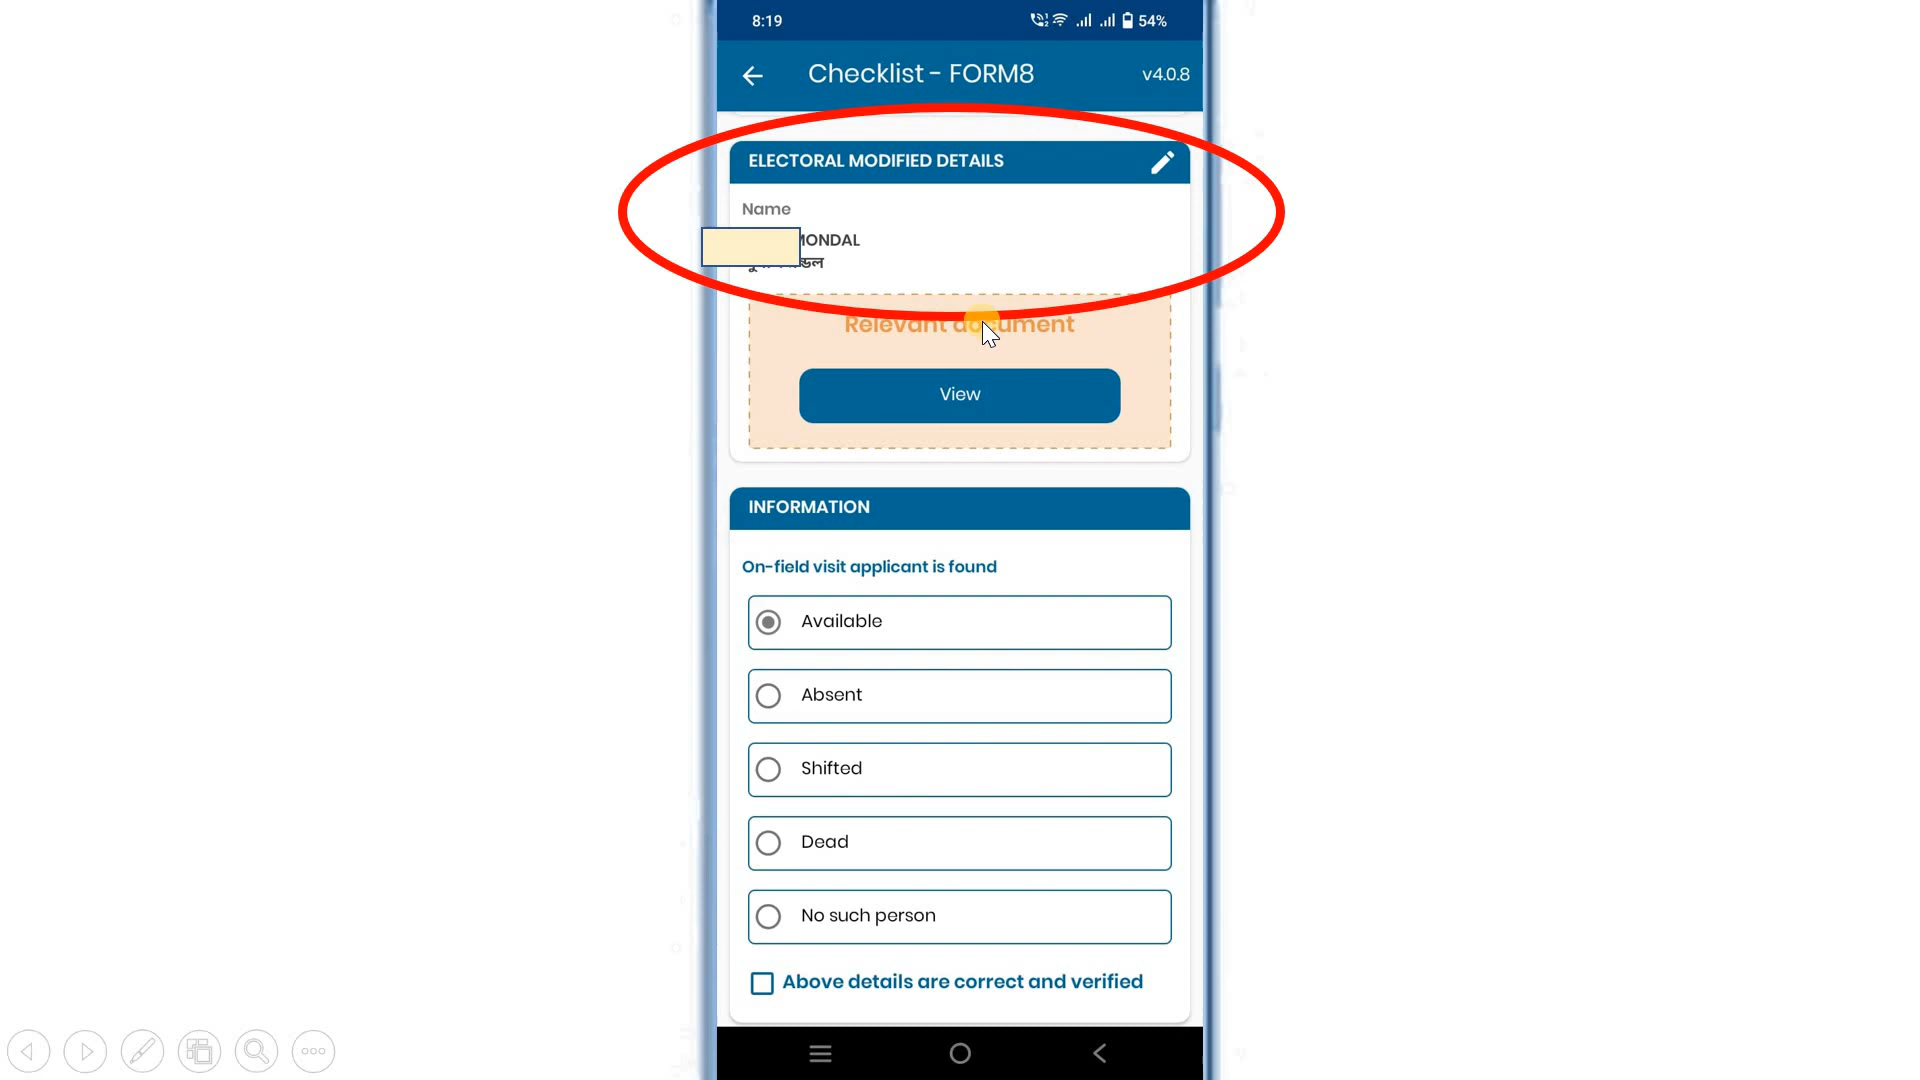 8:19
54%
Checklist - FORM8
v4.0.8
ELECTORAL MODIFIED DETAILS
Name
MONDAL
Relevant document
View
INFORMATION
On-field visit applicant is found
Available
Absent
Shifted
Dead
No such person
Above details are correct and verified